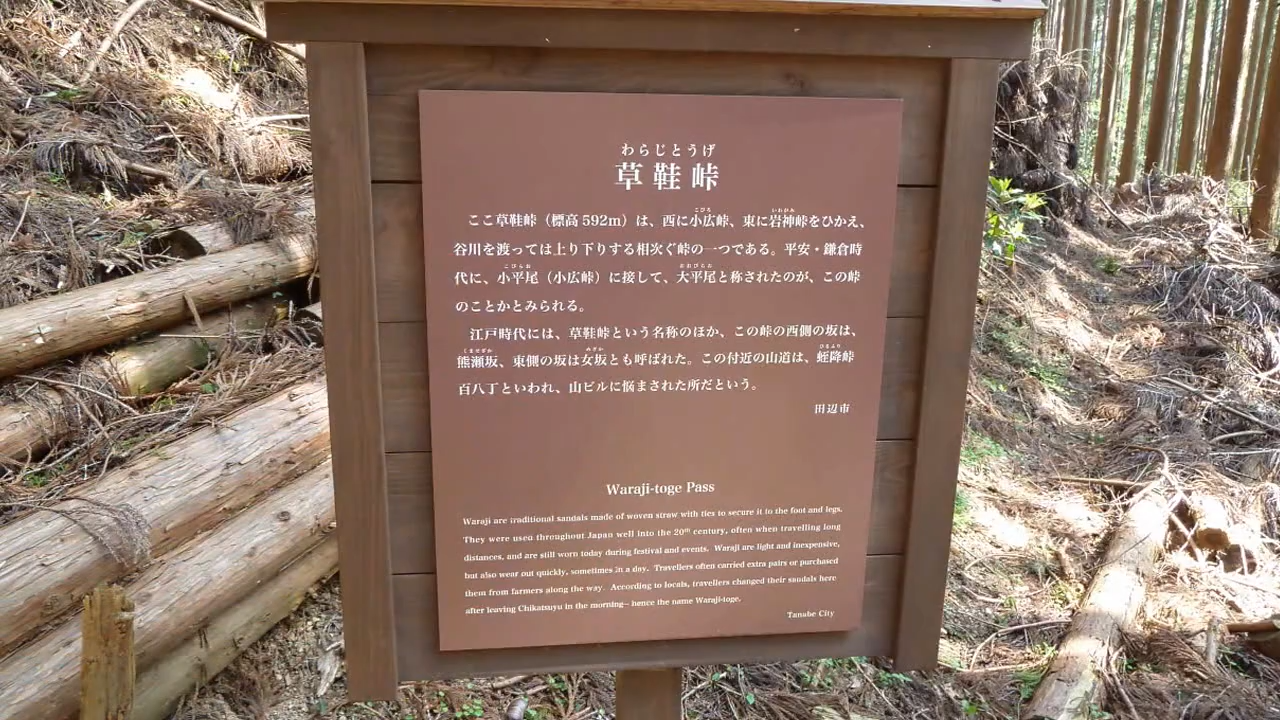 わらじとうげ
草鞋峠
ここ草鞋峠（標高 592m）は、西に小広峠、東に岩神峠をひかえ、
谷川を渡っては上り下りする相次ぐ峠の一つである。平安・鎌倉時
代に、小平尾（小広峠）に接して、大平尾と称されたのが、この峠
のことかとみられる。
江戸時代には、草鞋峠という名称のほか、この峠の西側の坂は、
熊瀬坂、東側の坂は女坂とも呼ばれた。この付近の山道は、蛭降峠
百八丁といわれ、山ビルに悩まされた所だという。
田辺市
Waraji-toge Pass
Waraji are traditional sandals made of woven straw with ties to secure it to the foot and legs.
They were used throughout Japan well into the 20th century, often when travelling long
distances, and are still worn today during festival and events. Waraji are light and inexpensive,
but also wear out quickly, sometimes in a day. Travellers often carried extra pairs or purchased
them from farmers along the way. According to locals, travellers changed their sandals here
after leaving Chikatsuyu in the morning– hence the name Waraji-toge.
Tanabe City